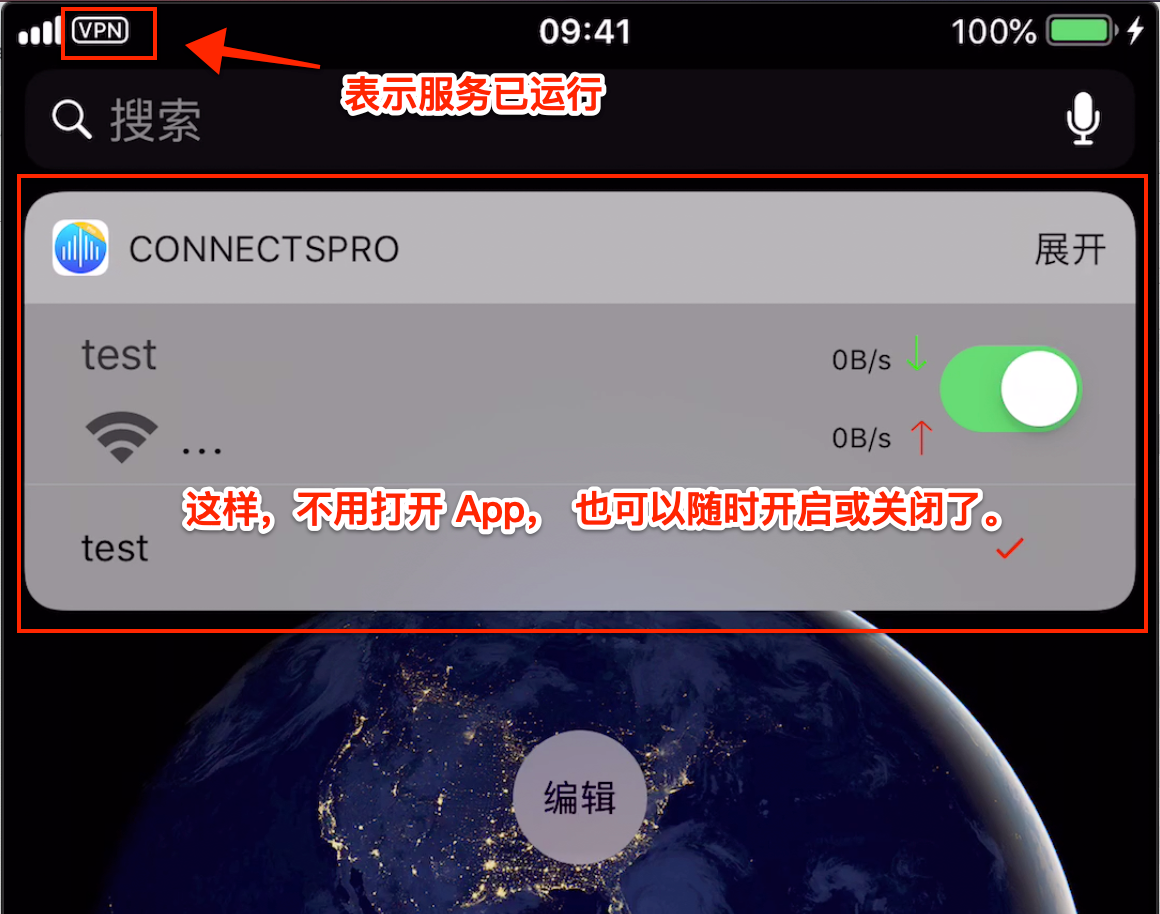 VPN 09:41 100%
表示服务已运行
搜索
CONNECTSPRO 展开
test 0B/s ↓
... 0B/s ↑
这样，不用打开 App， 也可以随时开启或关闭了。
test
编辑